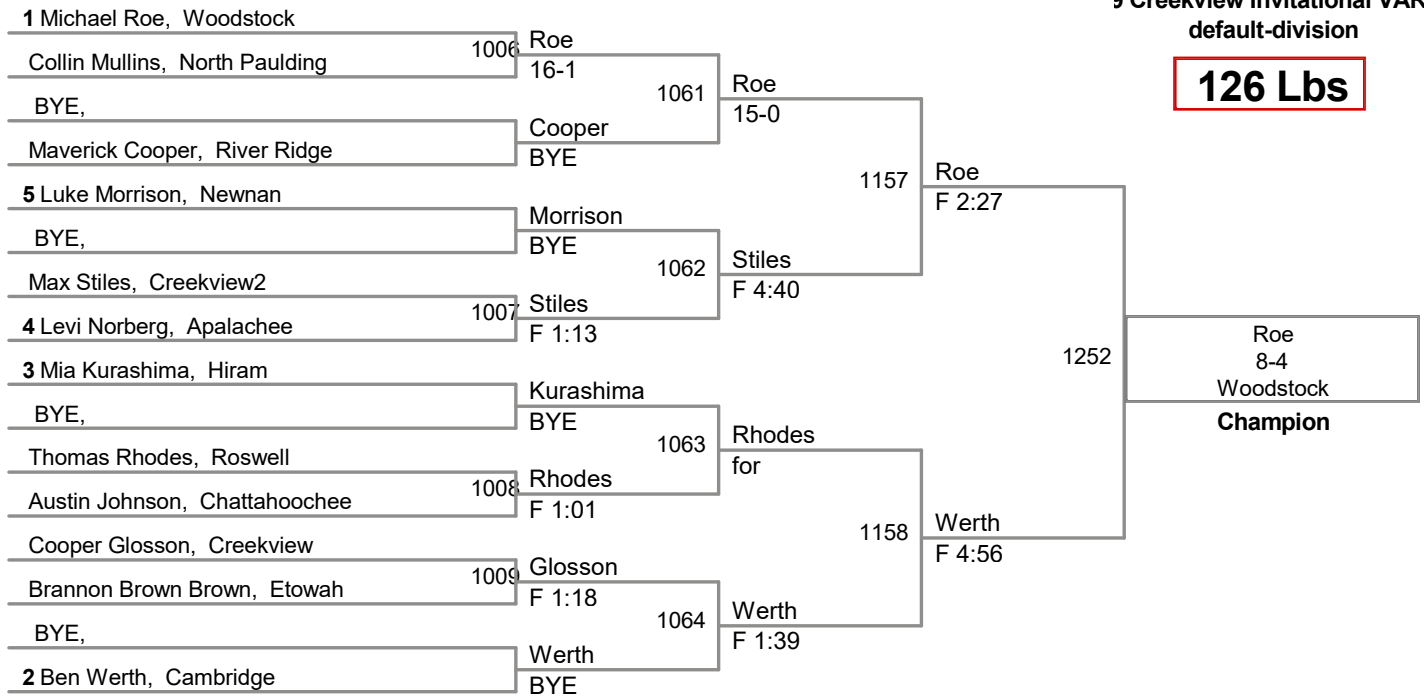 9 Creekview Invitational VAR
default-division
126 Lbs
1 Michael Roe, Woodstock
Collin Mullins, North Paulding
BYE,
Maverick Cooper, River Ridge
5 Luke Morrison, Newnan
BYE,
Max Stiles, Creekview2
4 Levi Norberg, Apalachee
3 Mia Kurashima, Hiram
BYE,
Thomas Rhodes, Roswell
Austin Johnson, Chattahoochee
Cooper Glosson, Creekview
Brannon Brown Brown, Etowah
BYE,
2 Ben Werth, Cambridge
1006
Roe
16-1
Cooper
BYE
Morrison
BYE
1007
Stiles
F 1:13
Kurashima
BYE
1008
Rhodes
F 1:01
1009
Glosson
F 1:18
Werth
BYE
1061
Roe
15-0
1062
Stiles
F 4:40
1063
Rhodes
for
1064
Werth
F 1:39
1157
Roe
F 2:27
1158
Werth
F 4:56
1252
Roe
8-4
Woodstock
Champion